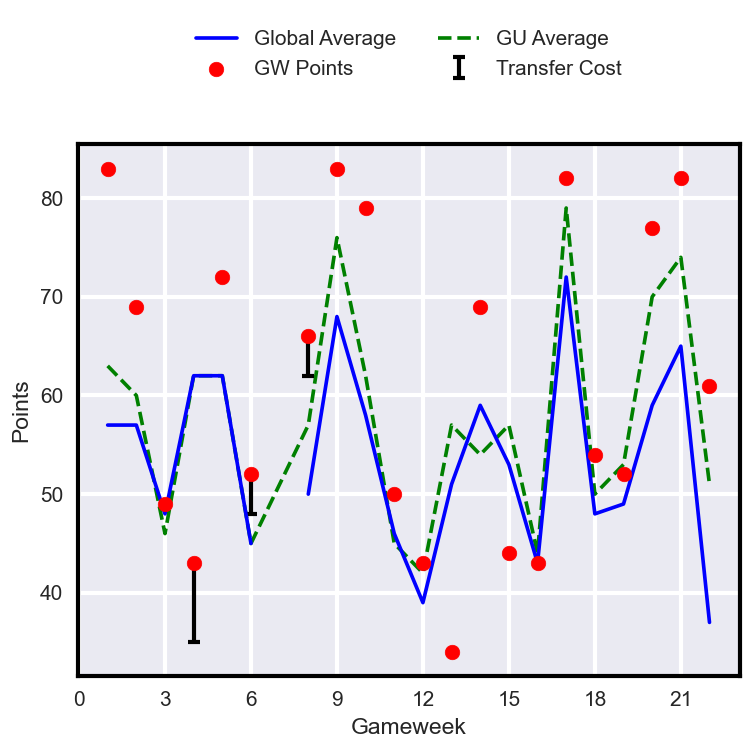 Global Average GU Average
GW Points Transfer Cost
80
70
60
50
40
Points
0 3 6 9 12 15 18 21
Gameweek